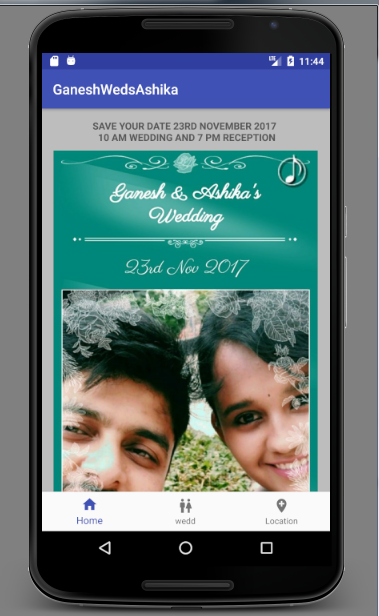 11:44
GaneshWedsAshika
SAVE YOUR DATE 23RD NOVEMBER 2017
10 AM WEDDING AND 7 PM RECEPTION
Ganesh & Ashika's
Wedding
23rd Nov 2017
Home
wedd
Location